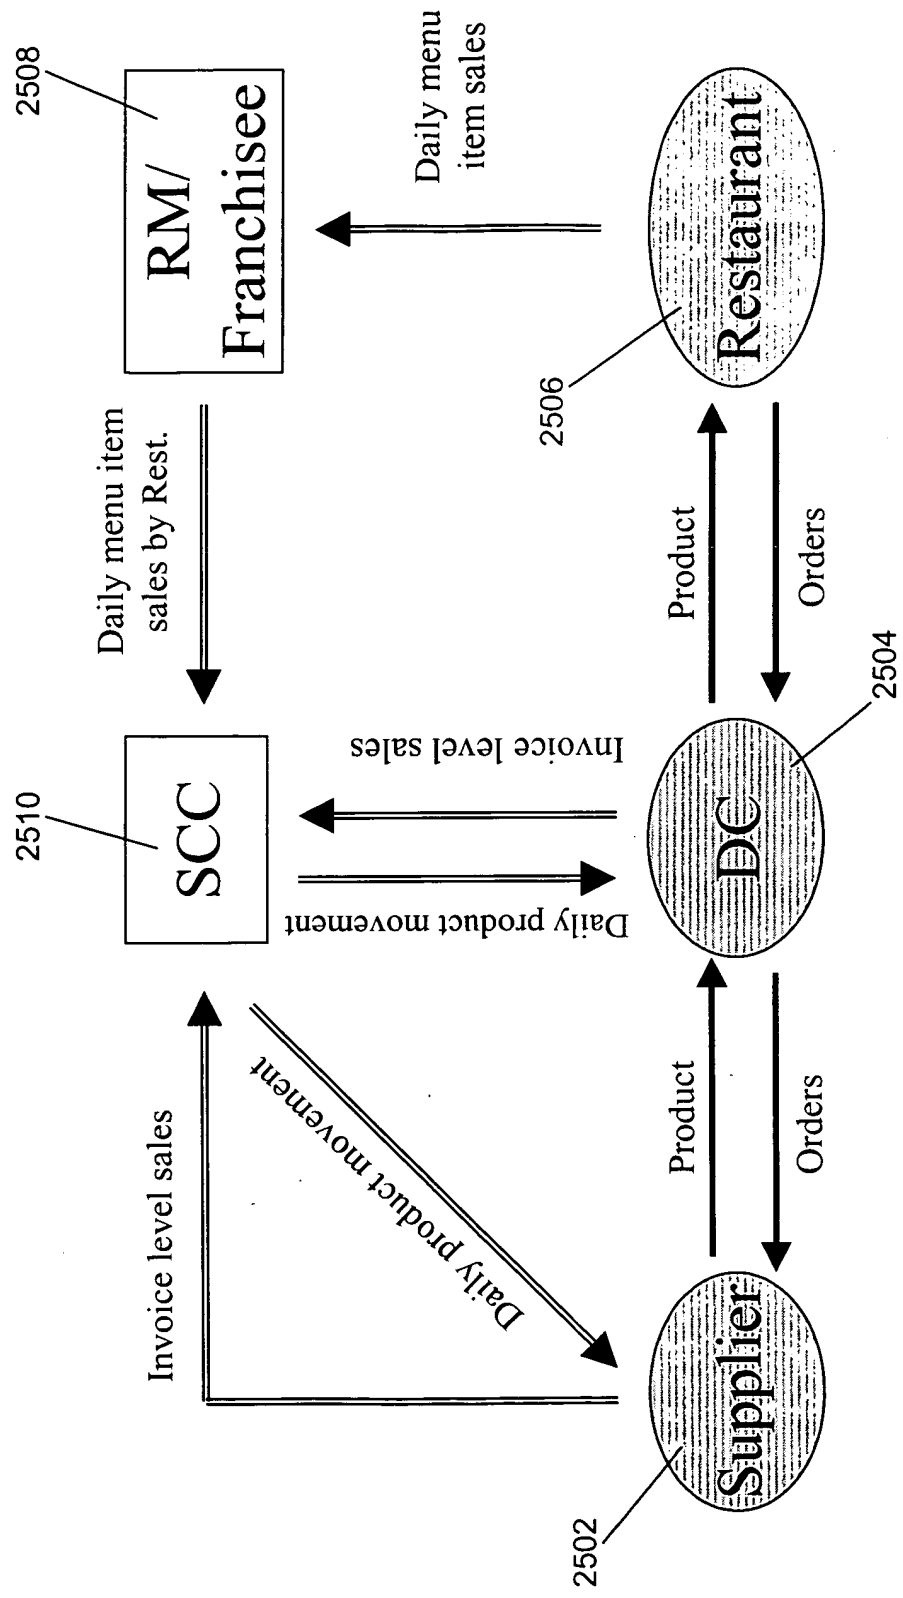 2510
2508
Invoice level sales
SCC
Daily menu item
sales by Rest.
RM/
Franchisee
Daily product movement
Daily product movement
Invoice level sales
Daily menu
item sales
2502
2506
Supplier
Product
Orders
DC
Product
Orders
Restaurant
2504